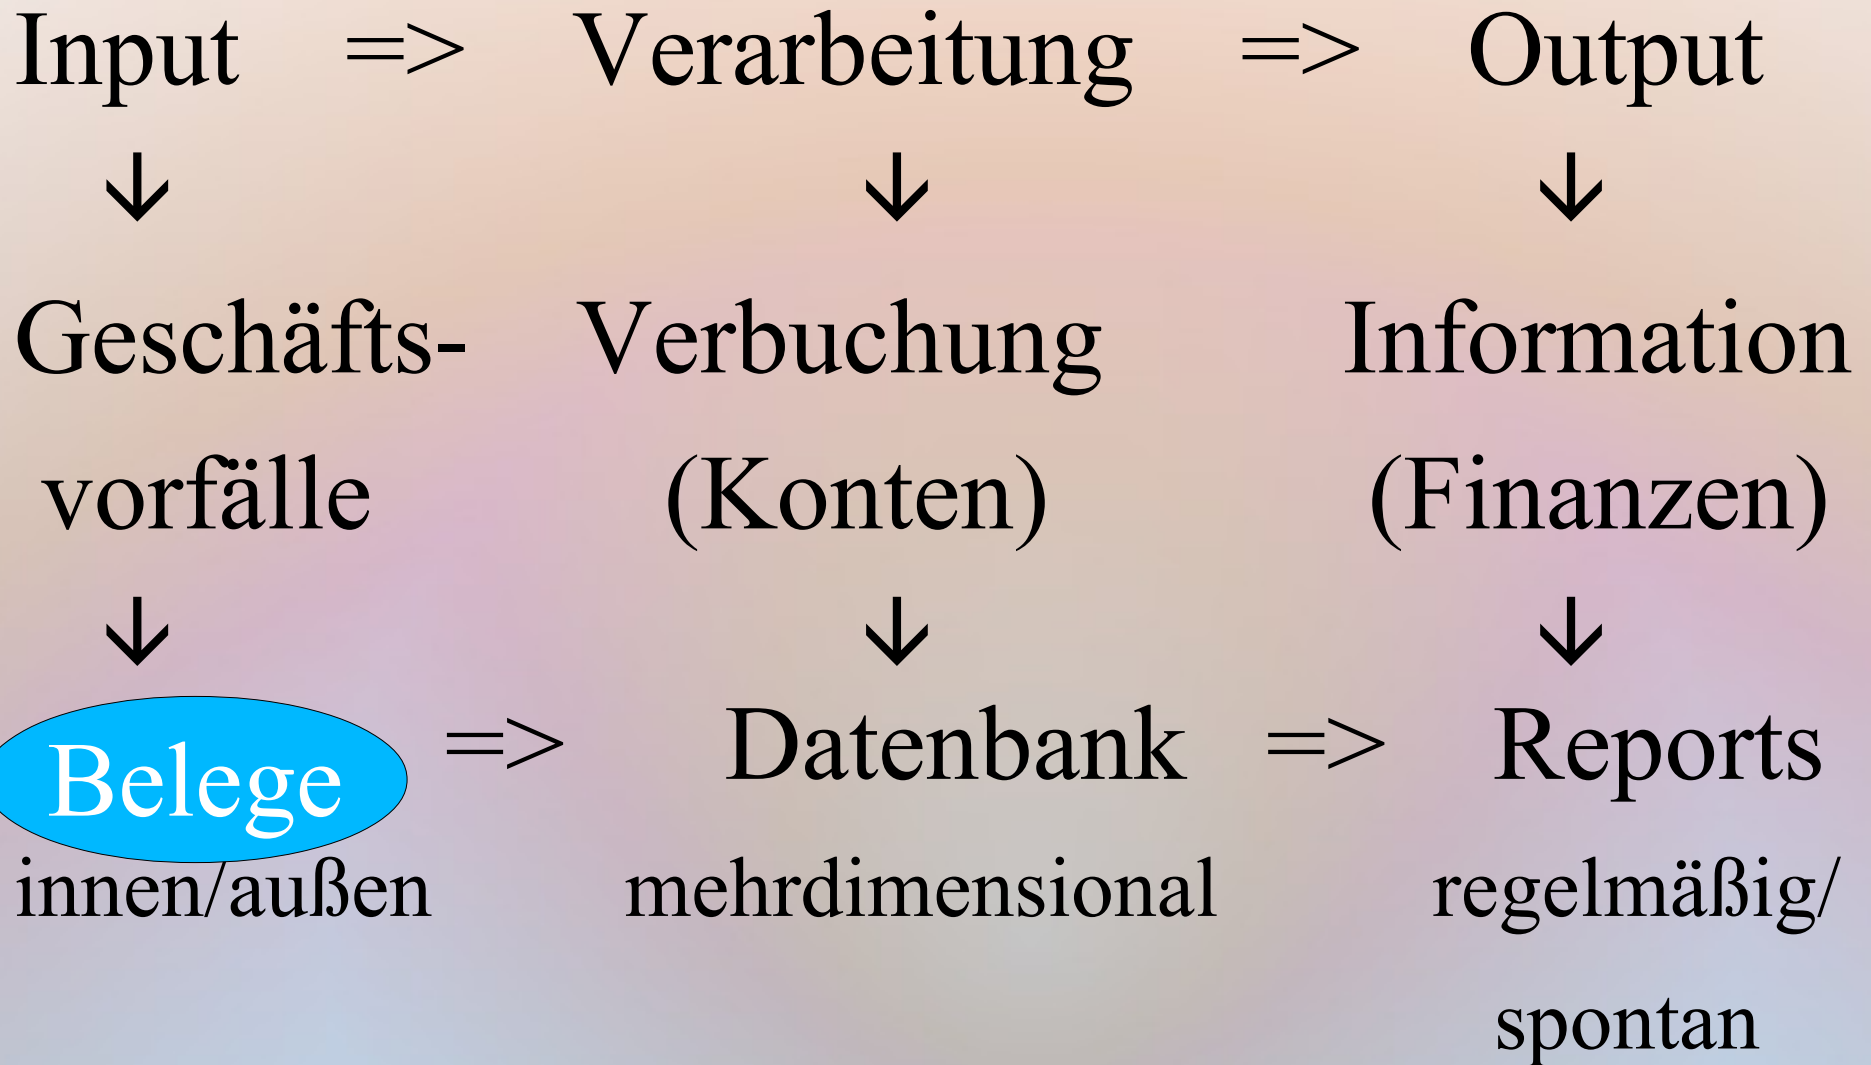 Input => Verarbeitung => Output
↓ ↓ ↓
Geschäfts- Verbuchung Information
vorfälle (Konten) (Finanzen)
↓ ↓ ↓
Belege => Datenbank => Reports
innen/außen mehrdimensional regelmäßig/
spontan